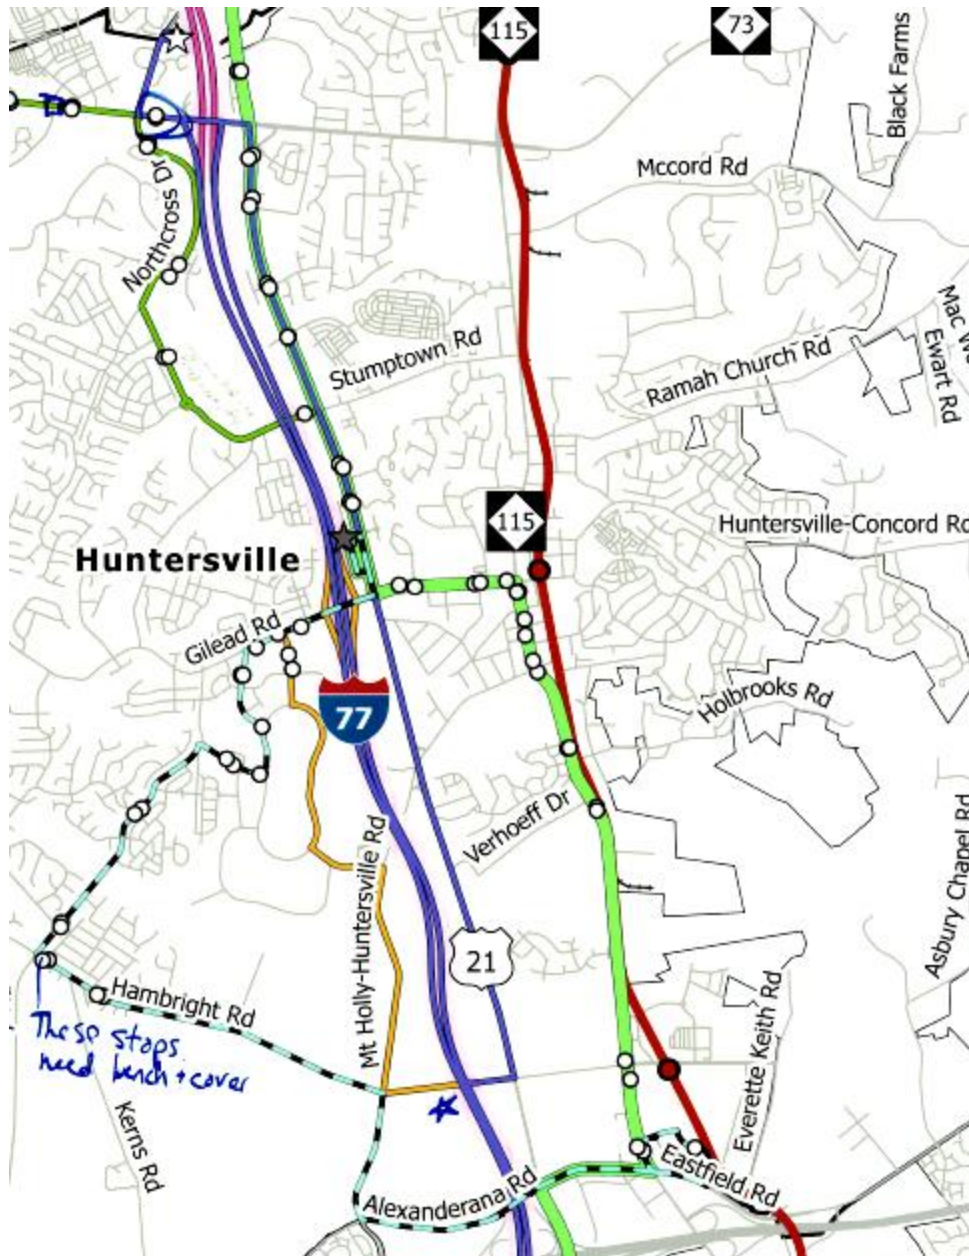 115
73
Black Farms
Mccord Rd
Northcross Dr
Mac W
Ewart Rd
Stumptown Rd
Ramah Church Rd
115
Huntersville-Concord Rd
Huntersville
Gilead Rd
77
Holbrooks Rd
Verhoeff Dr
Mt Holly-Huntersville Rd
Asbury Chapel Rd
21
Hambright Rd
These stops
need bench + cover
Everette Keith Rd
Kerns Rd
Eastfield Rd
Alexanderana Rd